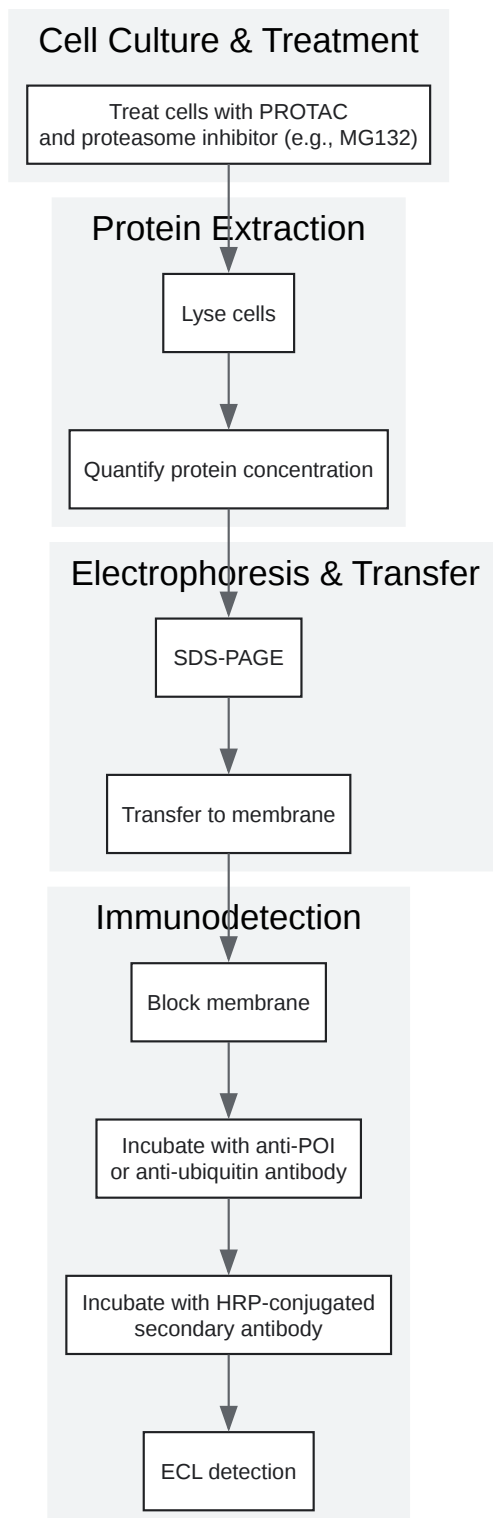 Cell Culture & Treatment
Treat cells with PROTAC
and proteasome inhibitor (e.g., MG132)
Protein Extraction
Lyse cells
Quantify protein concentration
Electrophoresis & Transfer
SDS-PAGE
Transfer to membrane
Immunodetection
Block membrane
Incubate with anti-POI
or anti-ubiquitin antibody
Incubate with HRP-conjugated
secondary antibody
ECL detection